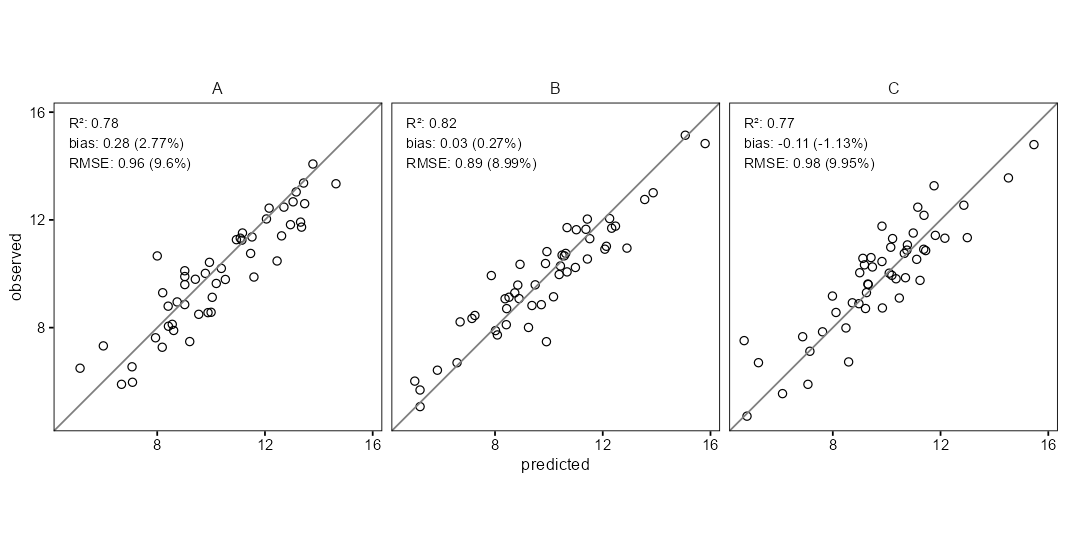 A
B
C
R²: 0.78
bias: 0.28 (2.77%)
RMSE: 0.96 (9.6%)
R²: 0.82
bias: 0.03 (0.27%)
RMSE: 0.89 (8.99%)
R²: 0.77
bias: -0.11 (-1.13%)
RMSE: 0.98 (9.95%)
observed
16
12
8
8 12 16
8 12 16
8 12 16
predicted